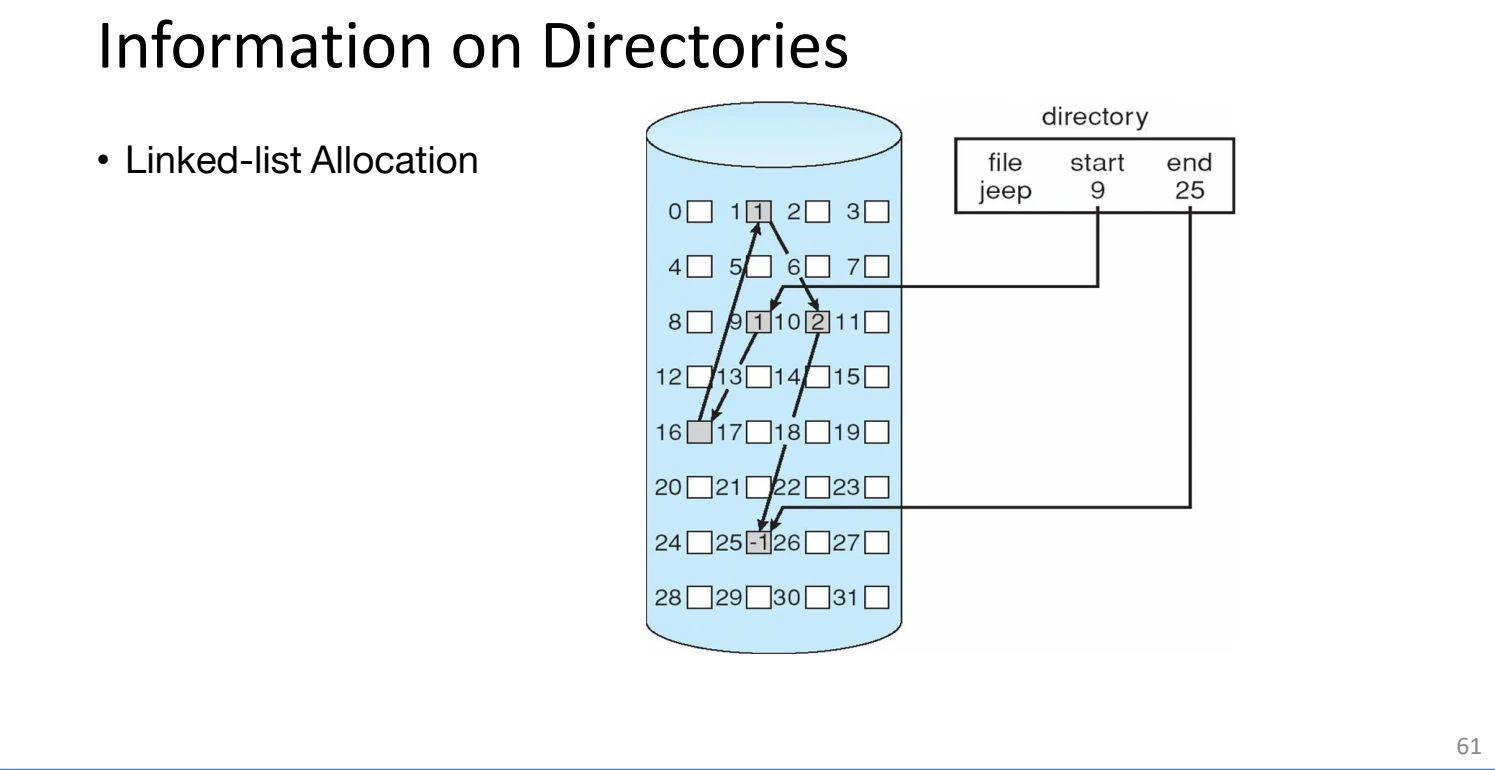 Information on Directories
• Linked-list Allocation
directory
file start end
jeep 9 25
0 1 1 2 3
4 5 6 7
8 9 1 10 2 11
12 13 14 15
16 17 18 19
20 21 22 23
24 25 -1 26 27
28 29 30 31
61